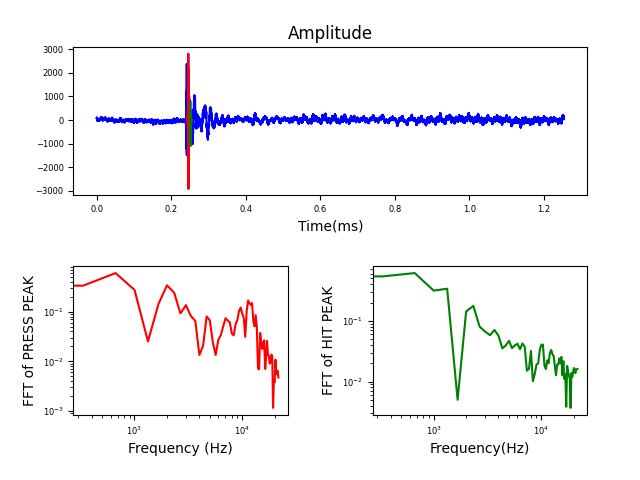 Amplitude
3000
2000
1000
0
−1000
−2000
−3000
0.0 0.2 0.4 0.6 0.8 1.0 1.2
Time(ms)
FFT of PRESS PEAK
10⁻¹
10⁻²
10⁻³
10³ 10⁴
Frequency (Hz)
FFT of HIT PEAK
10⁻¹
10⁻²
10³ 10⁴
Frequency(Hz)